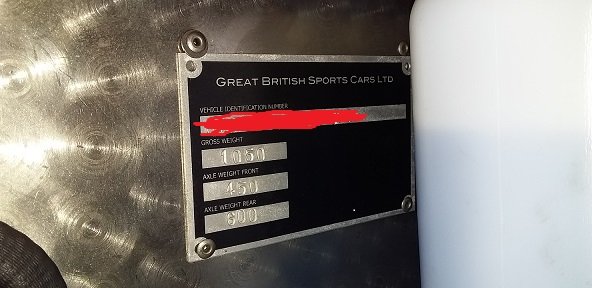 GREAT BRITISH SPORTS CARS LTD
VEHICLE IDENTIFICATION NUMBER
GROSS WEIGHT
1050
AXLE WEIGHT FRONT
450
AXLE WEIGHT REAR
600